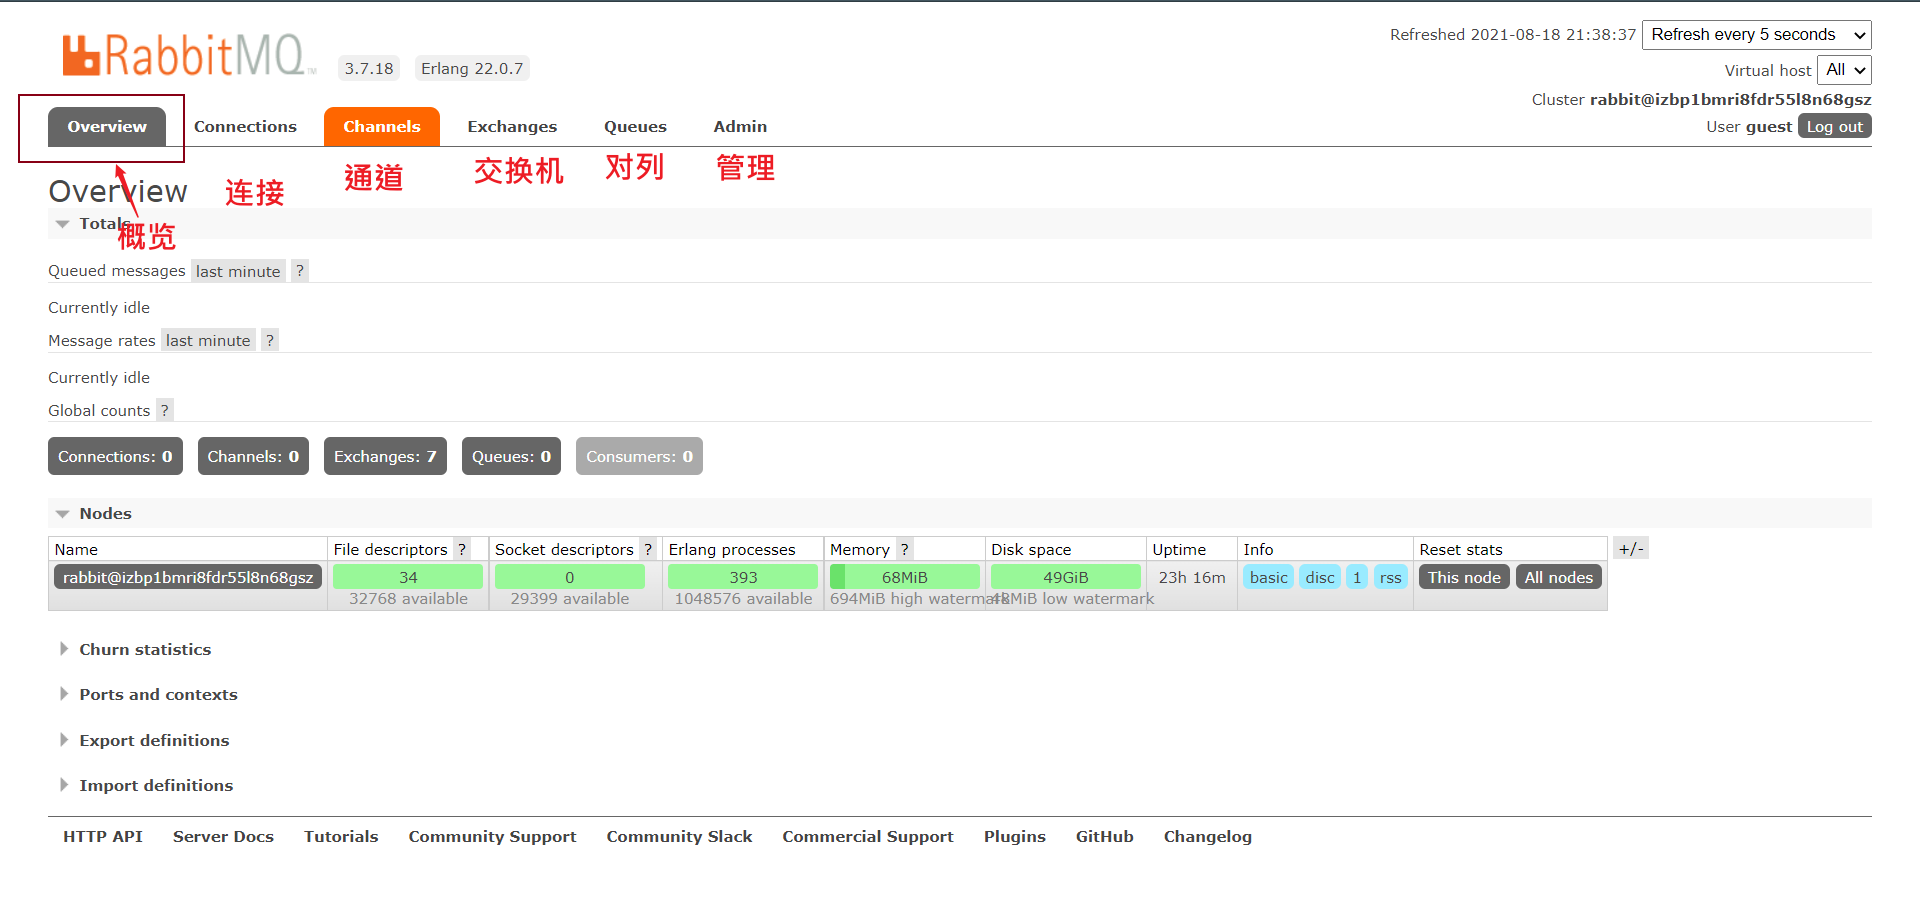 RabbitMQ™ 3.7.18 Erlang 22.0.7
Refreshed 2021-08-18 21:38:37 Refresh every 5 seconds
Virtual host All
Cluster rabbit@izbp1bmri8fdr55l8n68gsz
User guest Log out
Overview Connections Channels Exchanges Queues Admin
连接 通道 交换机 对列 管理
Overview
Totals
概览
Queued messages last minute ?
Currently idle
Message rates last minute ?
Currently idle
Global counts ?
Connections: 0 Channels: 0 Exchanges: 7 Queues: 0 Consumers: 0
Nodes
Name File descriptors ? Socket descriptors ? Erlang processes Memory ? Disk space Uptime Info Reset stats +/-
rabbit@izbp1bmri8fdr55l8n68gsz 34 0 393 68MiB 49GiB 23h 16m basic disc 1 rss This node All nodes
32768 available 29399 available 1048576 available 694MiB high watermark 48MiB low watermark
Churn statistics
Ports and contexts
Export definitions
Import definitions
HTTP API Server Docs Tutorials Community Support Community Slack Commercial Support Plugins GitHub Changelog